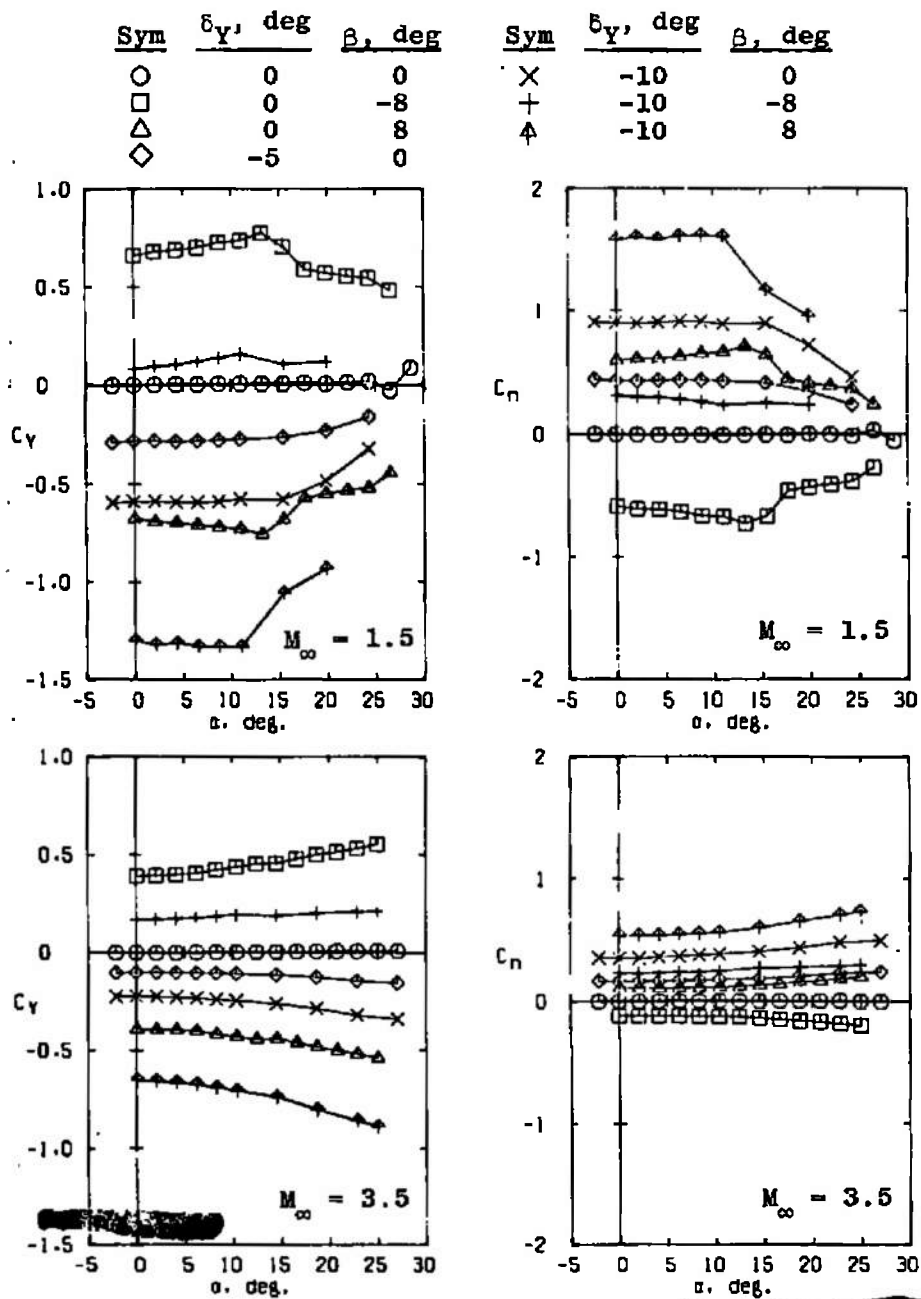 Sym δY, deg β, deg
0 0
0 -8
0 8
-5 0
Sym δY, deg β, deg
-10 0
-10 -8
-10 8
1.0
0.5
0
-0.5
-1.0
-1.5
CY
M∞ = 1.5
-5 0 5 10 15 20 25 30
α, deg.
2
1
0
-1
-2
Cn
M∞ = 1.5
-5 0 5 10 15 20 25 30
α, deg.
1.0
0.5
0
-0.5
-1.0
-1.5
CY
M∞ = 3.5
-5 0 5 10 15 20 25 30
α, deg.
2
1
0
-1
-2
Cn
M∞ = 3.5
-5 0 5 10 15 20 25 30
α, deg.